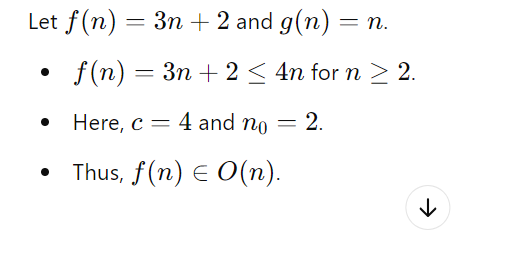 Let f(n) = 3n + 2 and g(n) = n.
• f(n) = 3n + 2 ≤ 4n for n ≥ 2.
• Here, c = 4 and n₀ = 2.
• Thus, f(n) ∈ O(n).